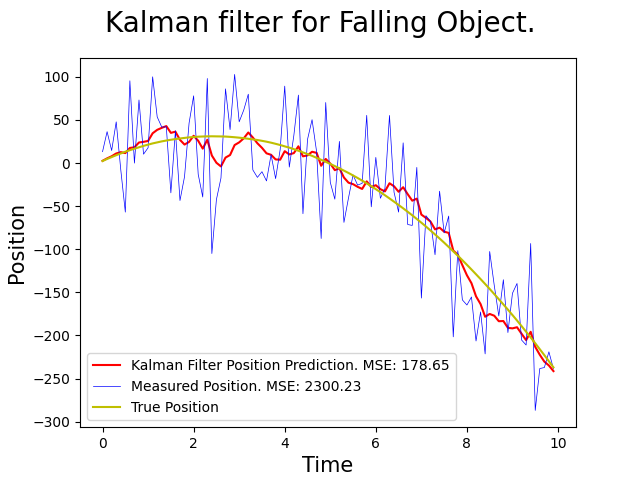 Kalman filter for Falling Object.
100
50
0
−50
−100
−150
−200
−250
−300
Position
Kalman Filter Position Prediction. MSE: 178.65
Measured Position. MSE: 2300.23
True Position
0 2 4 6 8 10
Time